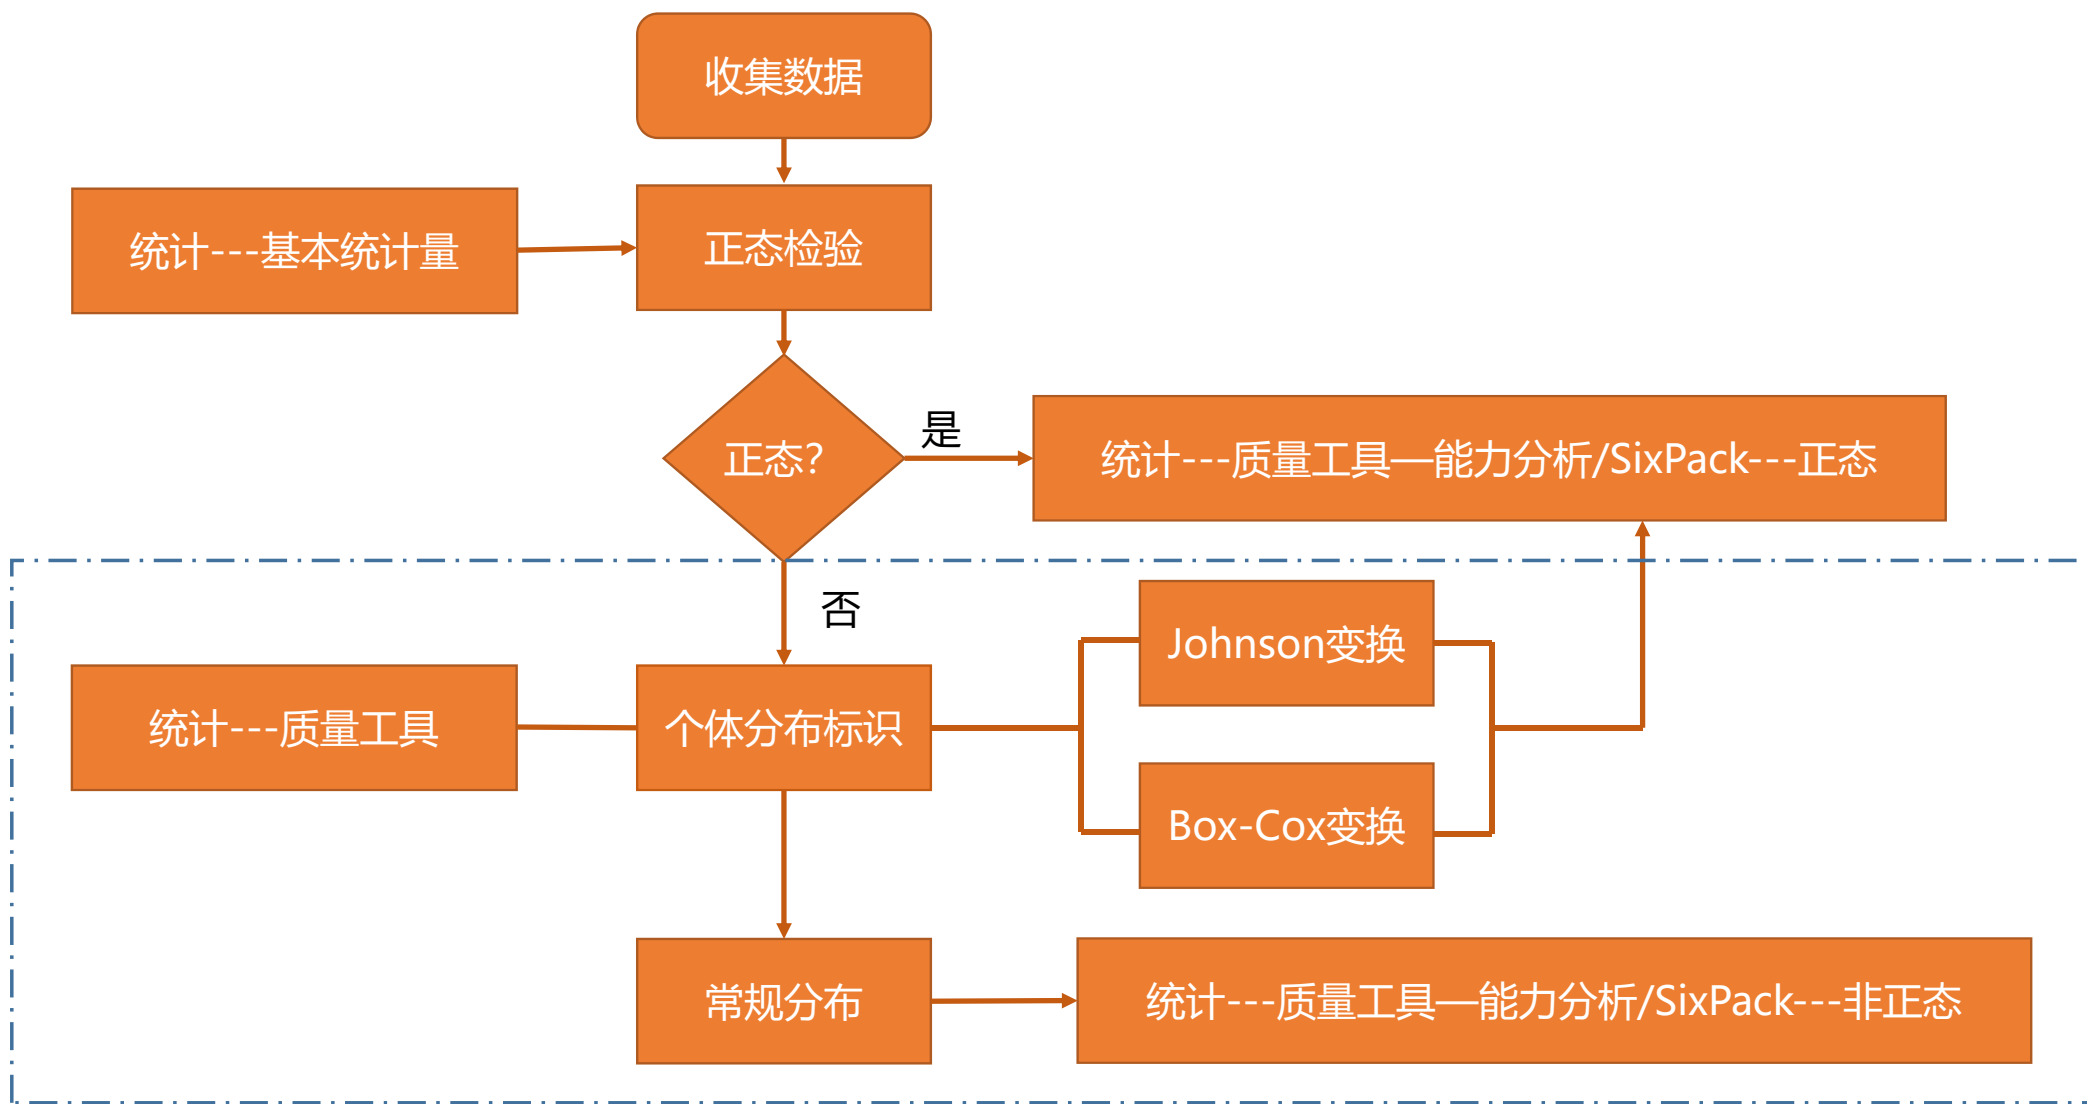 收集数据
统计---基本统计量
正态检验
正态?
是
统计---质量工具—能力分析/SixPack---正态
否
Johnson变换
统计---质量工具
个体分布标识
Box-Cox变换
常规分布
统计---质量工具—能力分析/SixPack---非正态